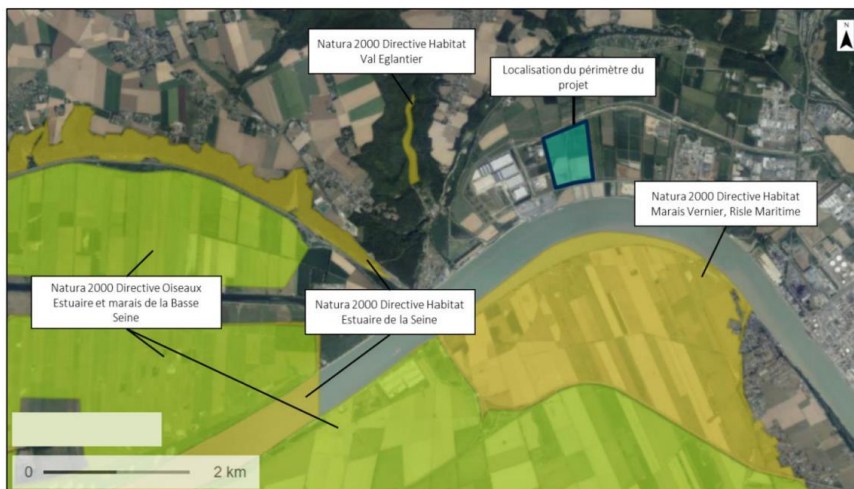 Natura 2000 Directive Habitat
Val Eglantier
Localisation du périmètre du
projet
N
Natura 2000 Directive Habitat
Marais Vernier, Risle Maritime
Natura 2000 Directive Oiseaux
Estuaire et marais de la Basse
Seine
Natura 2000 Directive Habitat
Estuaire de la Seine
0 2 km